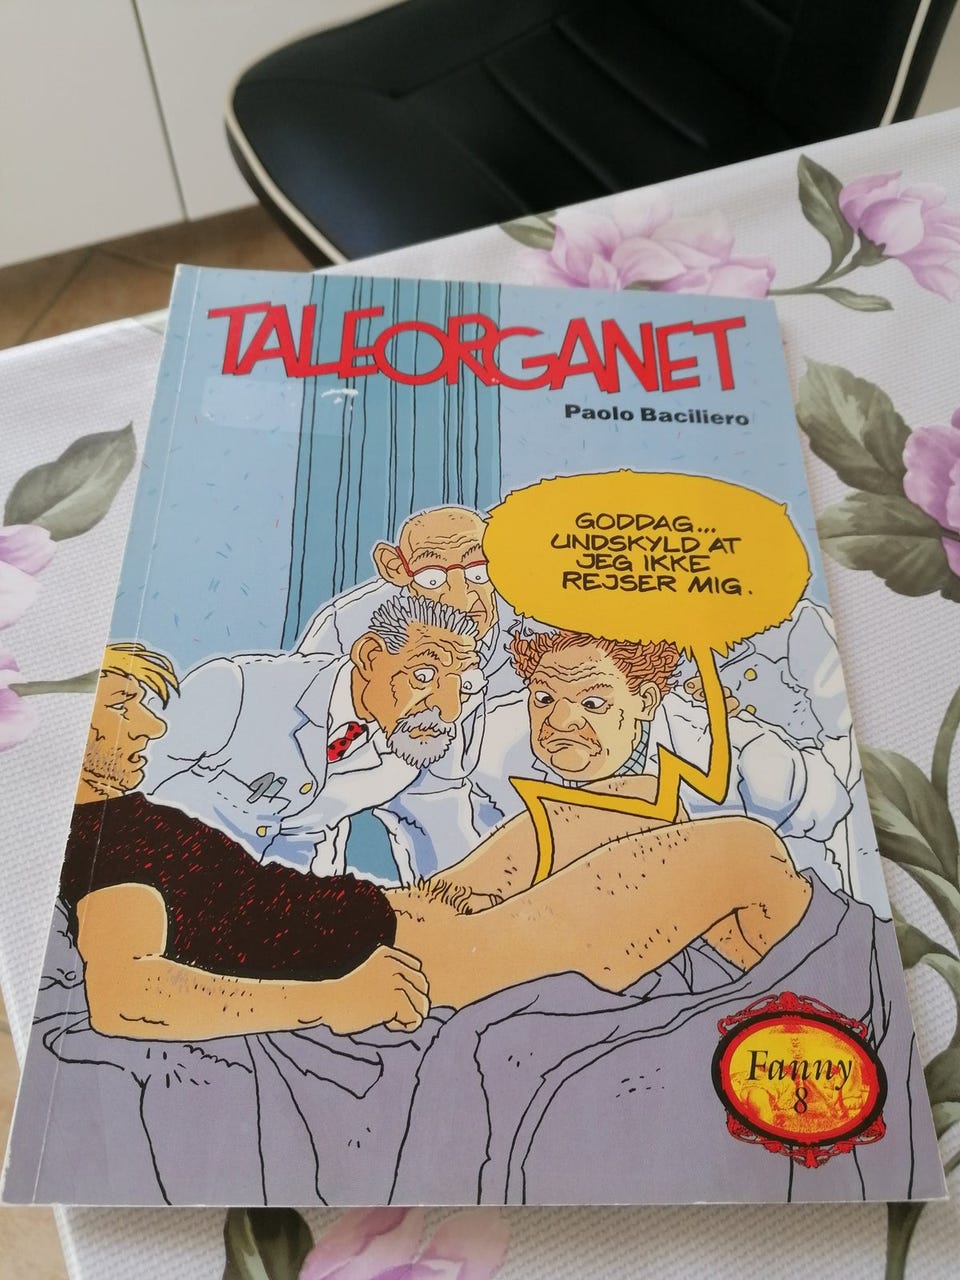 TALEORGANET
Paolo Baciliero
GODDAG...
UNDSKYLD AT
JEG IKKE
REJSER MIG.
Fanny
8